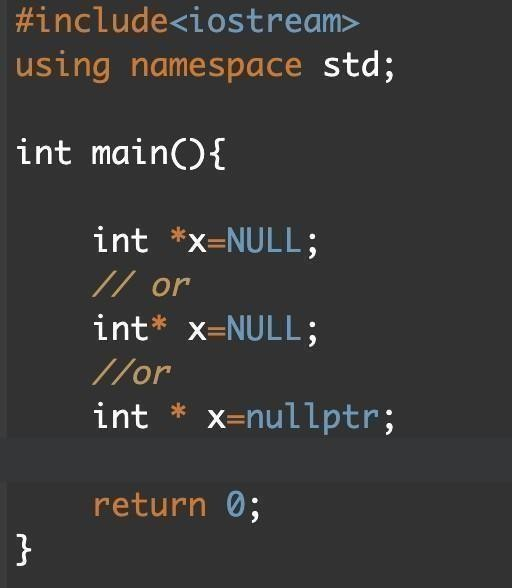 #include<iostream>
using namespace std;
int main(){
int *x=NULL;
// or
int* x=NULL;
//or
int * x=nullptr;
return 0;
}